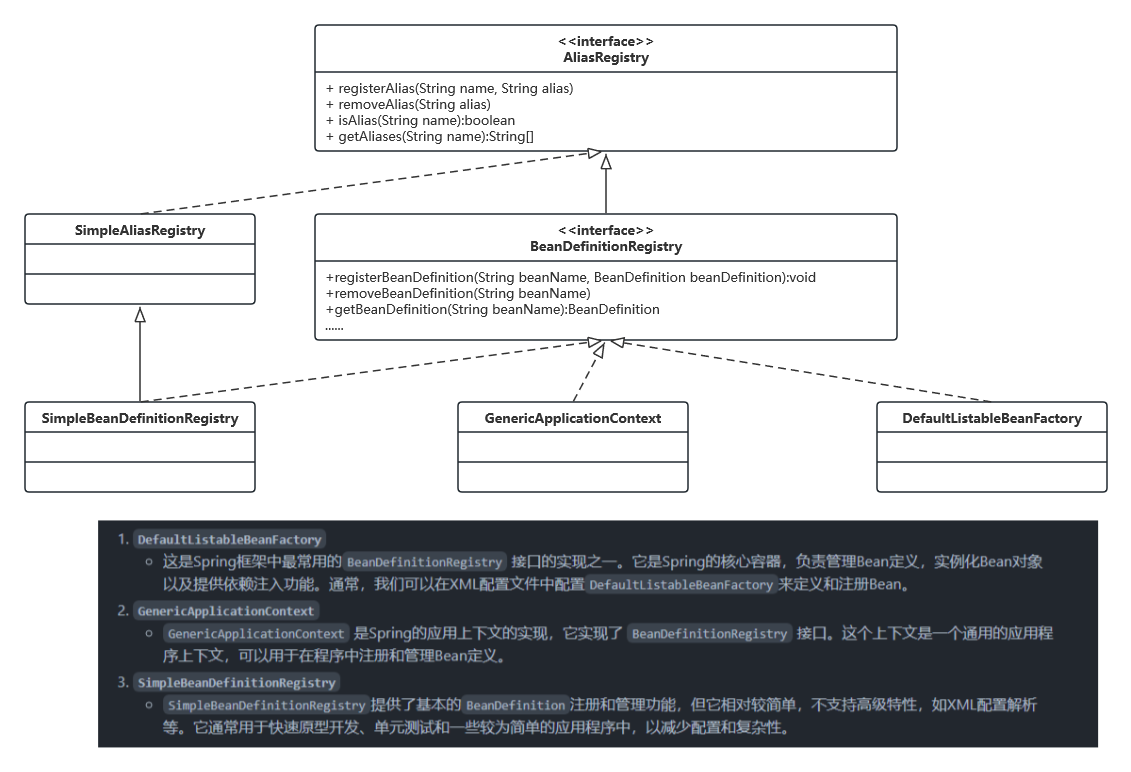 <<interface>>
AliasRegistry
+ registerAlias(String name, String alias)
+ removeAlias(String alias)
+ isAlias(String name):boolean
+ getAliases(String name):String[]
SimpleAliasRegistry
<<interface>>
BeanDefinitionRegistry
+registerBeanDefinition(String beanName, BeanDefinition beanDefinition):void
+removeBeanDefinition(String beanName)
+getBeanDefinition(String beanName):BeanDefinition
......
SimpleBeanDefinitionRegistry
GenericApplicationContext
DefaultListableBeanFactory
1. DefaultListableBeanFactory
这是Spring框架中最常用的 BeanDefinitionRegistry 接口的实现之一。它是Spring的核心容器，负责管理Bean定义，实例化Bean对象
以及提供依赖注入功能。通常，我们可以在XML配置文件中配置 DefaultListableBeanFactory 来定义和注册Bean。
2. GenericApplicationContext
GenericApplicationContext 是Spring的应用上下文的实现，它实现了 BeanDefinitionRegistry 接口。这个上下文是一个通用的应用程
序上下文，可以用于在程序中注册和管理Bean定义。
3. SimpleBeanDefinitionRegistry
SimpleBeanDefinitionRegistry 提供了基本的 BeanDefinition 注册和管理功能，但它相对较简单，不支持高级特性，如XML配置解析
等。它通常用于快速原型开发、单元测试和一些较为简单的应用程序中，以减少配置和复杂性。